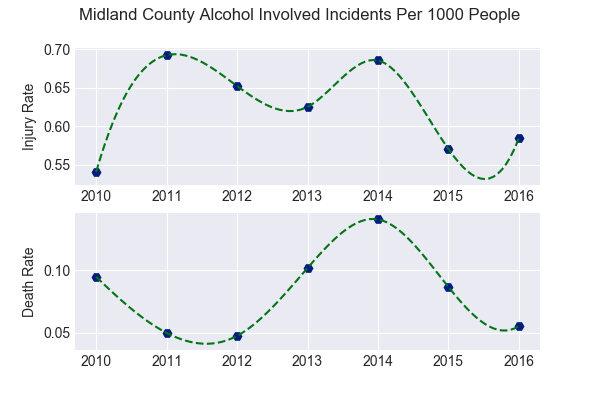 Midland County Alcohol Involved Incidents Per 1000 People
0.70
0.65
0.60
0.55
Injury Rate
2010 2011 2012 2013 2014 2015 2016
0.10
0.05
Death Rate
2010 2011 2012 2013 2014 2015 2016